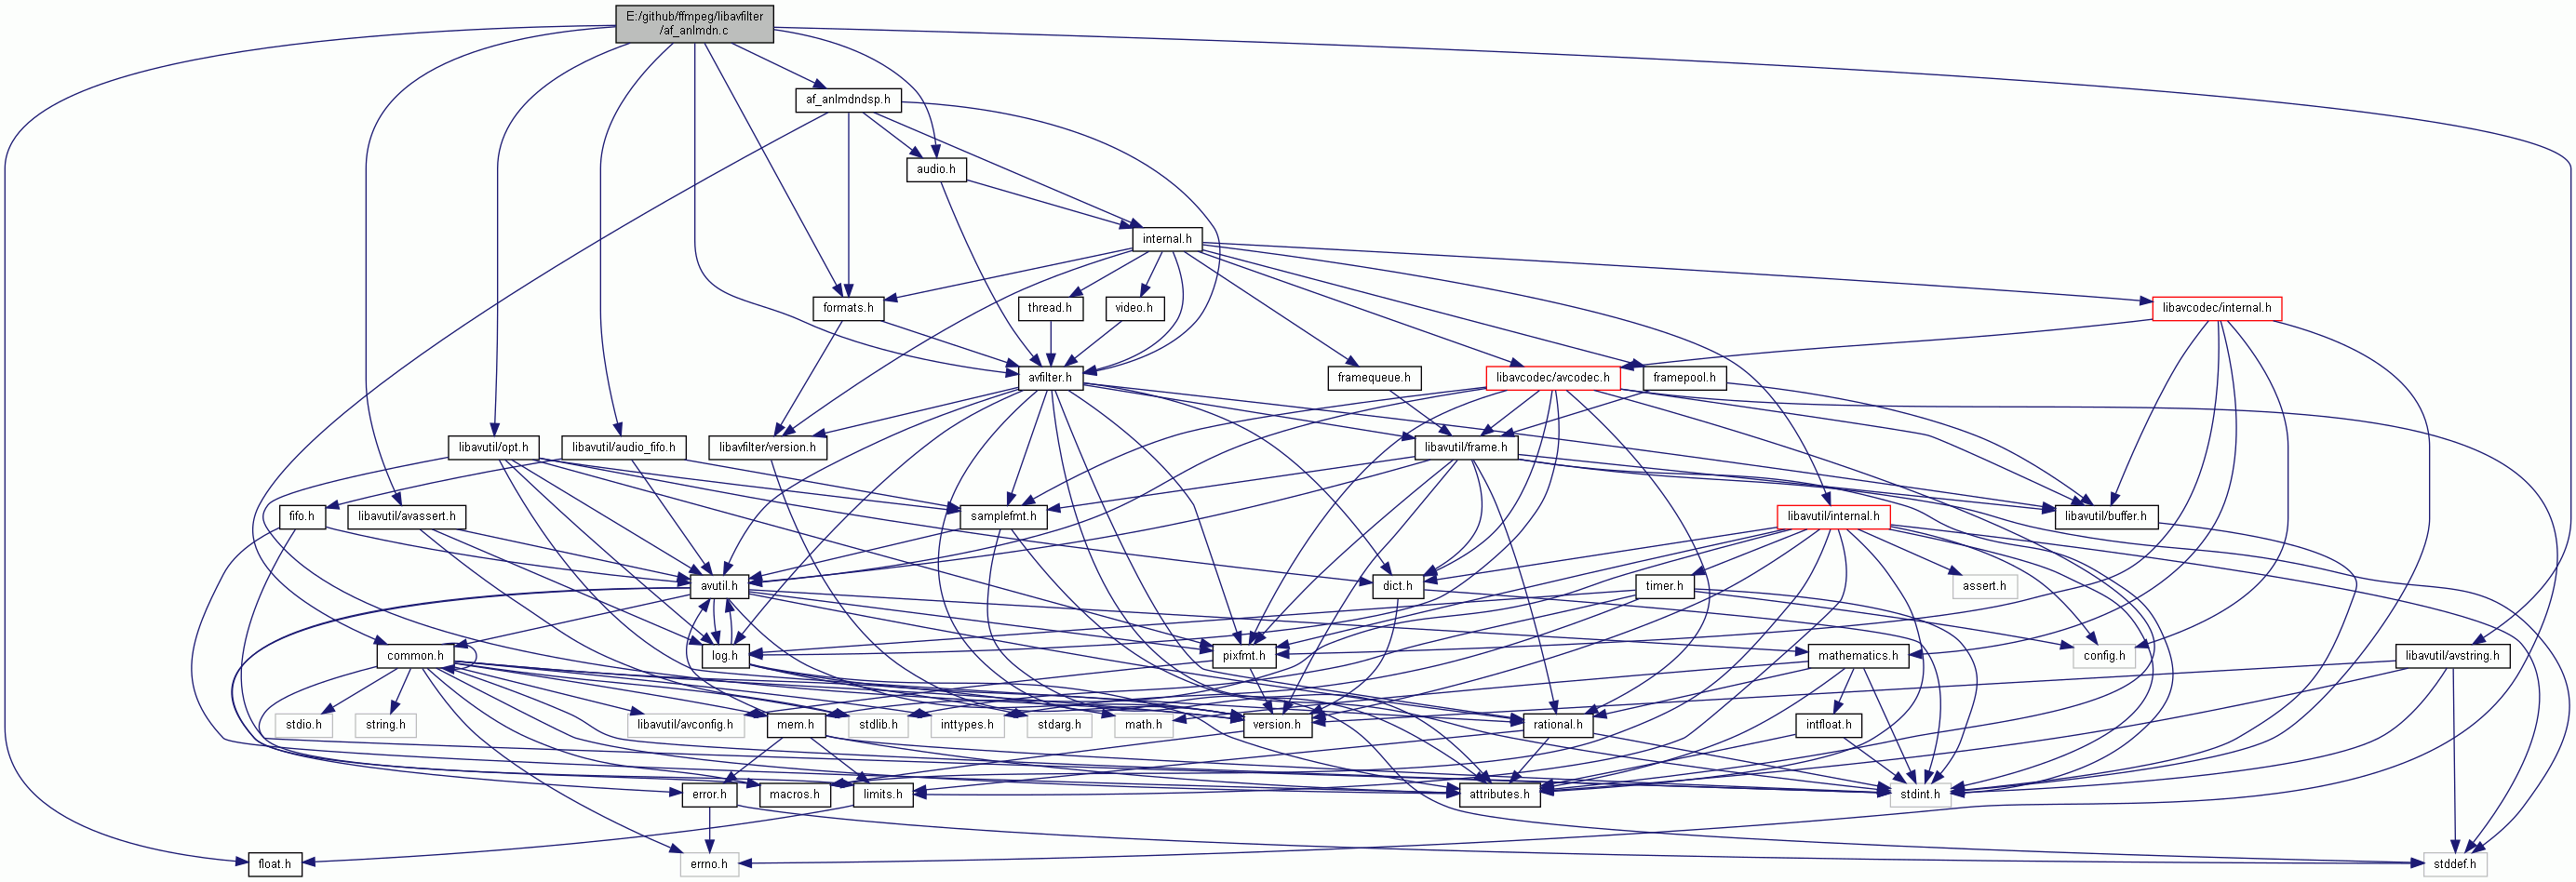 E:/github/ffmpeg/libavfilter
/af_anlmdn.c
af_anlmdndsp.h
audio.h
internal.h
formats.h
thread.h
video.h
libavcodec/internal.h
avfilter.h
framequeue.h
libavcodec/avcodec.h
framepool.h
libavutil/opt.h
libavutil/audio_fifo.h
libavfilter/version.h
libavutil/frame.h
fifo.h
libavutil/avassert.h
samplefmt.h
libavutil/internal.h
libavutil/buffer.h
avutil.h
dict.h
timer.h
assert.h
common.h
log.h
pixfmt.h
mathematics.h
config.h
libavutil/avstring.h
stdio.h
string.h
libavutil/avconfig.h
mem.h
stdlib.h
inttypes.h
stdarg.h
math.h
version.h
rational.h
intfloat.h
error.h
macros.h
limits.h
attributes.h
stdint.h
float.h
errno.h
stddef.h